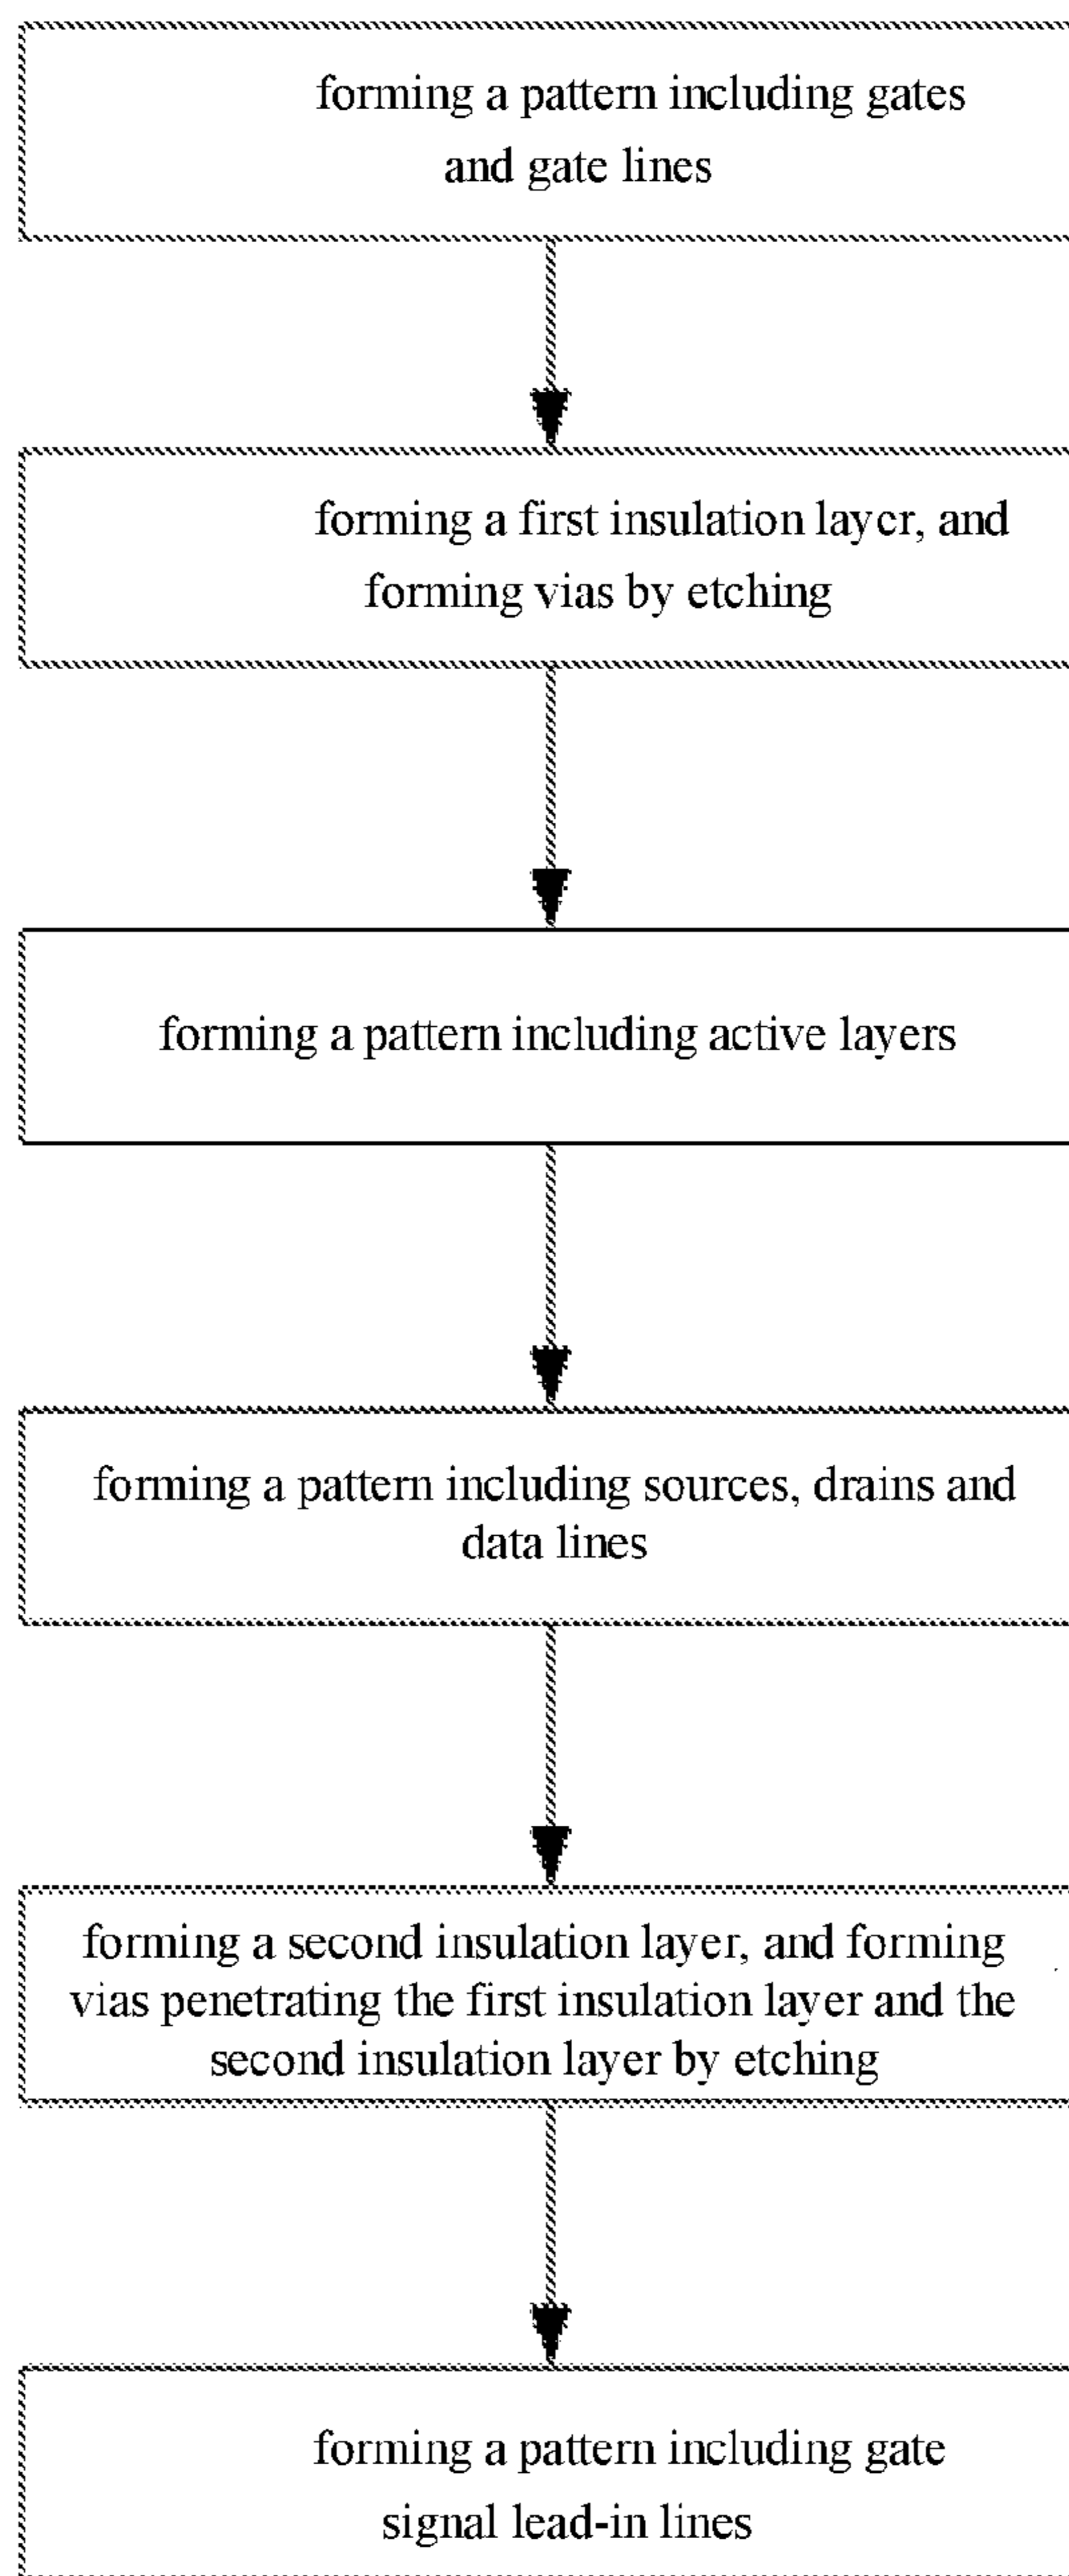 forming a pattern including gates
and gate lines
forming a first insulation layer, and
forming vias by etching
forming a pattern including active layers
forming a pattern including sources, drains and
data lines
forming a second insulation layer, and forming
vias penetrating the first insulation layer and the
second insulation layer by etching
forming a pattern including gate
signal lead-in lines